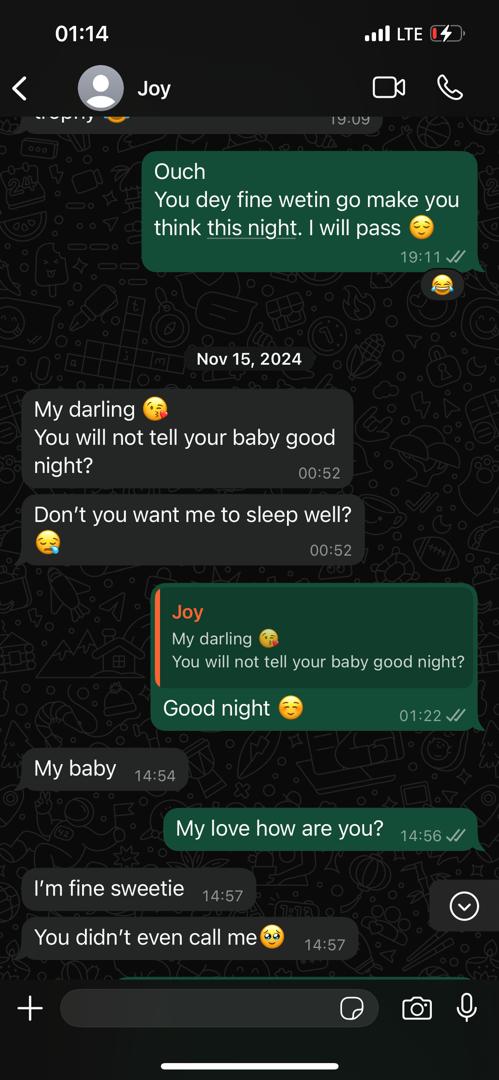 01:14
LTE
Joy
trophy 😄
19:09
Ouch
You dey fine wetin go make you
think this night. I will pass 😌
19:11
😂
Nov 15, 2024
My darling 😘
You will not tell your baby good
night?
00:52
Don’t you want me to sleep well?
😪
00:52
Joy
My darling 😘
You will not tell your baby good night?
Good night ☺️
01:22
My baby
14:54
My love how are you?
14:56
I’m fine sweetie
14:57
You didn’t even call me🥹
14:57